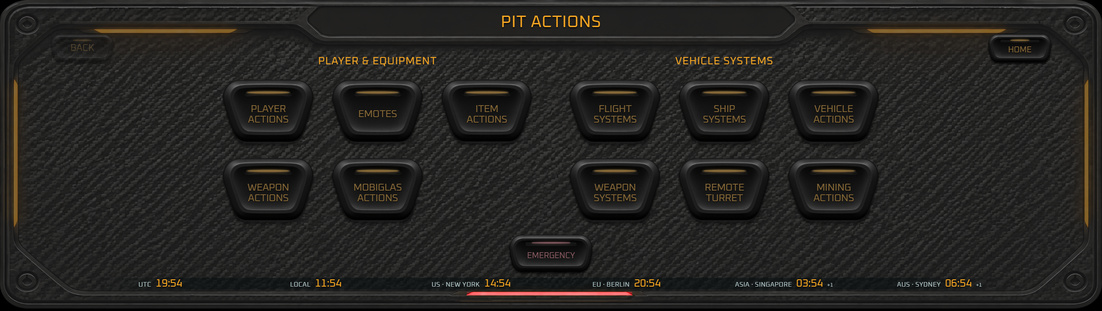 PIT ACTIONS
BACK
HOME
PLAYER & EQUIPMENT
VEHICLE SYSTEMS
PLAYER
ACTIONS
EMOTES
ITEM
ACTIONS
FLIGHT
SYSTEMS
SHIP
SYSTEMS
VEHICLE
ACTIONS
WEAPON
ACTIONS
MOBIGLAS
ACTIONS
WEAPON
SYSTEMS
REMOTE
TURRET
MINING
ACTIONS
EMERGENCY
UTC 19:54
LOCAL 11:54
US - NEW YORK 14:54
EU - BERLIN 20:54
ASIA - SINGAPORE 03:54 +1
AUS - SYDNEY 06:54 +1